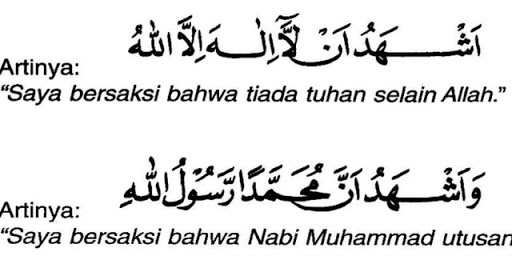 اَشْهَدُ اَنْ لَآ اِلٰهَ اِلَّا اللهُ
Artinya:
“Saya bersaksi bahwa tiada tuhan selain Allah.”
وَاَشْهَدُ اَنَّ مُحَمَّدًا رَسُوْلُ اللهِ
Artinya:
“Saya bersaksi bahwa Nabi Muhammad utusan